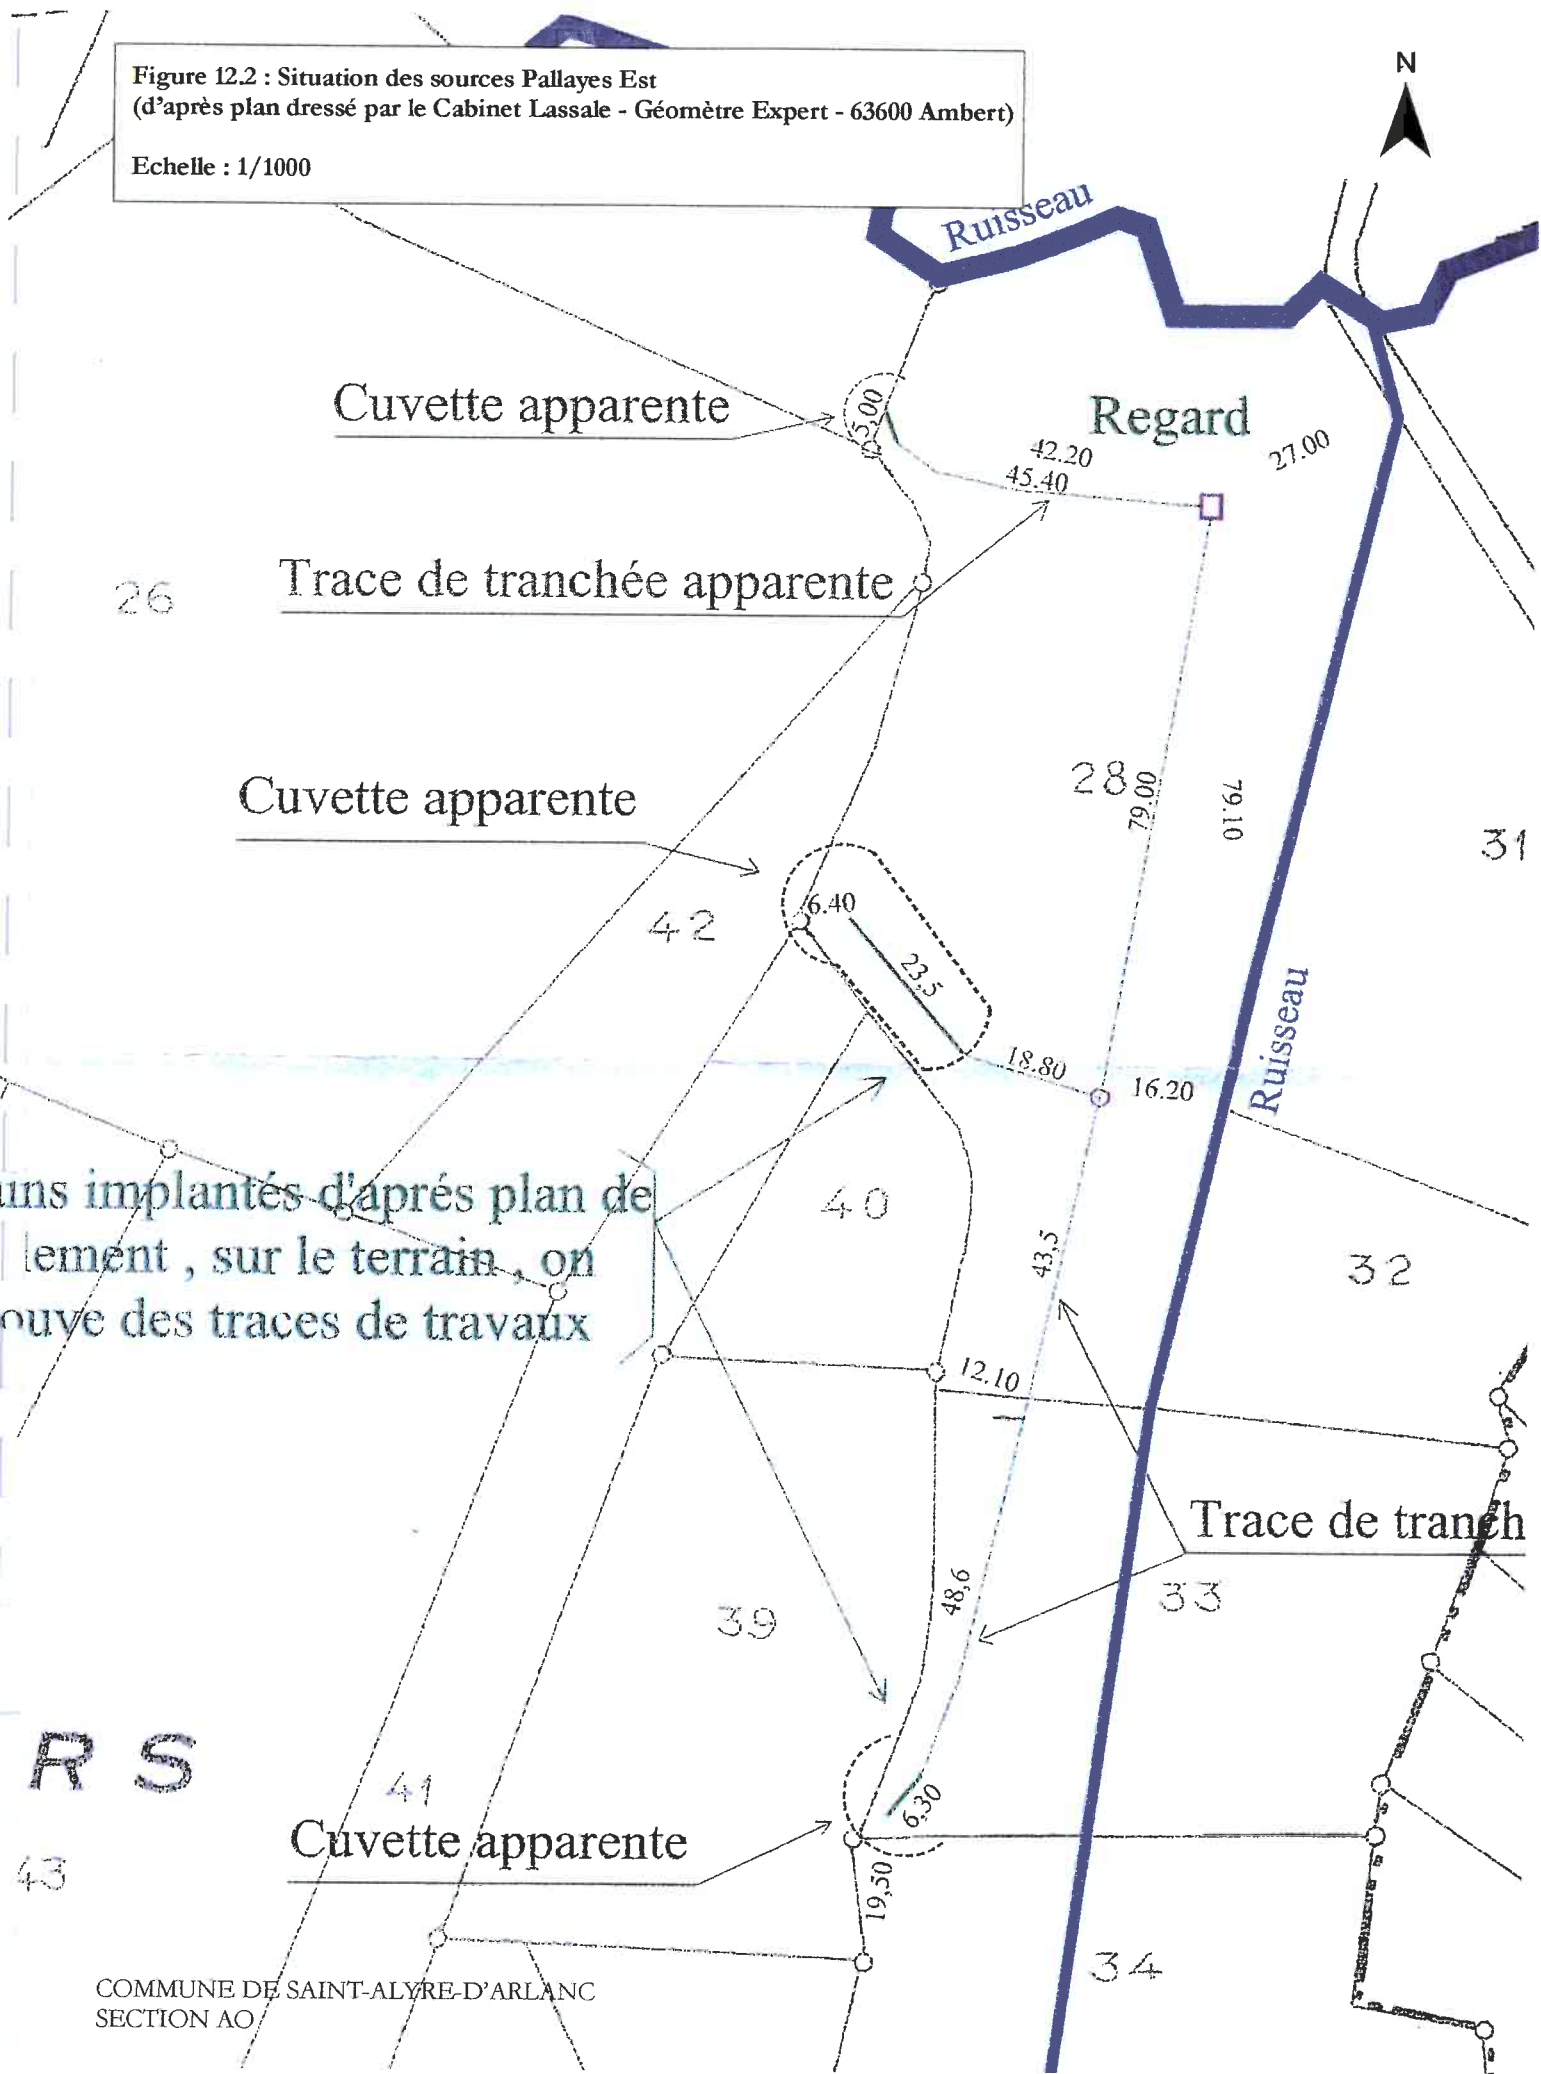 Figure 12.2 : Situation des sources Pallayes Est
(d'après plan dressé par le Cabinet Lassale - Géomètre Expert - 63600 Ambert)
Echelle : 1/1000
N
Ruisseau
Cuvette apparente
5.00
Regard
42.20
45.40
27.00
Trace de tranchée apparente
26
28
79.00
79.10
Cuvette apparente
31
42
6.40
23,5
18.80
16.20
Ruisseau
implantés d'aprés plan de
lement , sur le terrain , on
ouve des traces de travaux
40
43,5
32
12.10
Trace de tranch
48,6
33
39
R S
41
6,30
Cuvette apparente
43
19,50
34
COMMUNE DE SAINT-ALYRE-D'ARLANC
SECTION AO